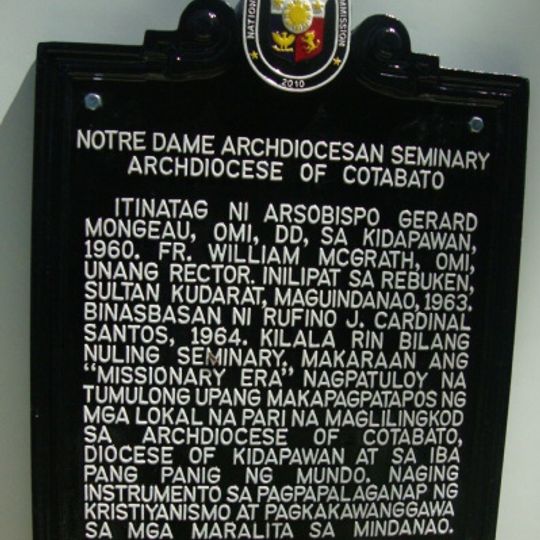 NATION
MMISSION
2010
NOTRE DAME ARCHDIOCESAN SEMINARY
ARCHDIOCESE OF COTABATO
ITINATAG NI ARSOBISPO GERARD
MONGEAU, OMI, DD, SA KIDAPAWAN,
1960. FR. WILLIAM MCGRATH, OMI,
UNANG RECTOR. INILIPAT SA REBUKEN,
SULTAN KUDARAT, MAGUINDANAO, 1963.
BINASBASAN NI RUFINO J. CARDINAL
SANTOS, 1964. KILALA RIN BILANG
NULING SEMINARY, MAKARAAN ANG
“MISSIONARY ERA” NAGPATULOY NA
TUMULONG UPANG MAKAPAGPATAPOS NG
MGA LOKAL NA PARI NA MAGLILINGKOD
SA ARCHDIOCESE OF COTABATO,
DIOCESE OF KIDAPAWAN AT SA IBA
PANG PANIG NG MUNDO. NAGING
INSTRUMENTO SA PAGPAPALAGANAP NG
KRISTIYANISMO AT PAGKAKAWANGGAWA
SA MGA MARALITA SA MINDANAO.